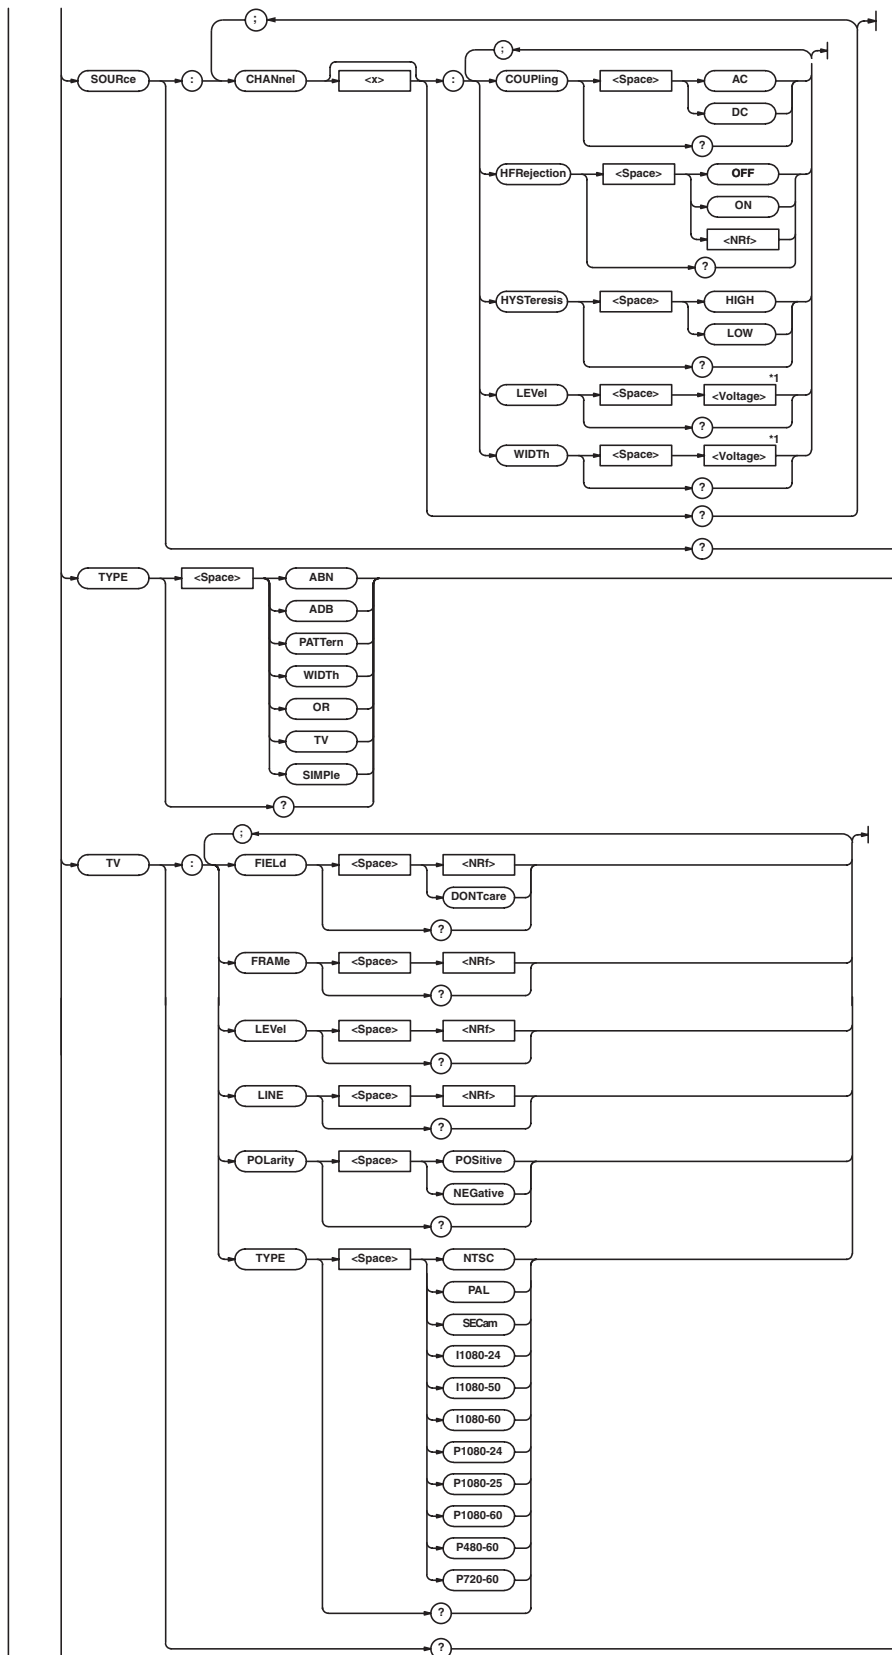 ;
;
SOURce : CHANnel <x> : COUPling <Space> AC
DC
?
HFRejection <Space> OFF
ON
<NRf>
?
HYSTeresis <Space> HIGH
LOW
?
LEVel <Space> <Voltage> *1
?
WIDTh <Space> <Voltage> *1
?
?
?
TYPE <Space> ABN
ADB
PATTern
WIDTh
OR
TV
SIMPle
?
;
TV : FIELd <Space> <NRf>
DONTcare
?
FRAMe <Space> <NRf>
?
LEVel <Space> <NRf>
?
LINE <Space> <NRf>
?
POLarity <Space> POSitive
NEGative
?
TYPE <Space> NTSC
PAL
SECam
I1080-24
I1080-50
I1080-60
P1080-24
P1080-25
P1080-60
P480-60
P720-60
?
?